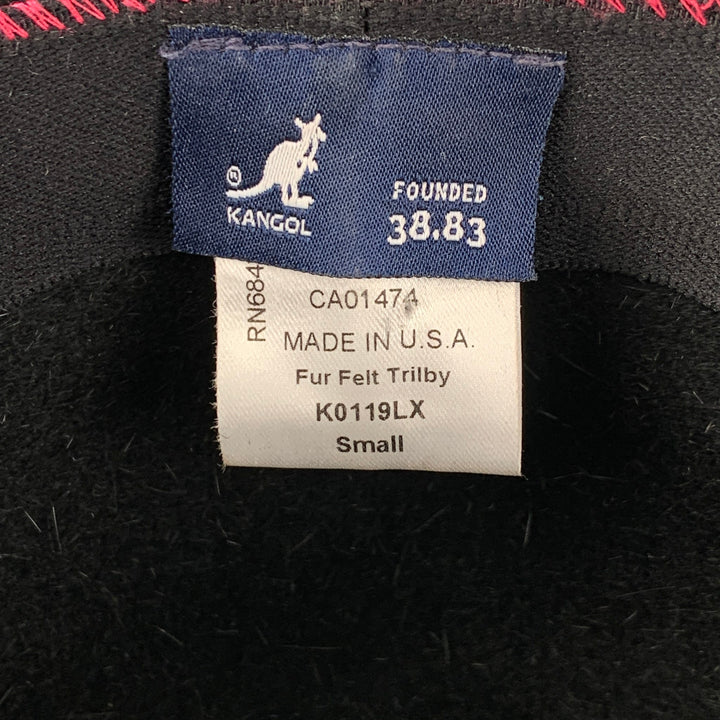 ®
KANGOL
FOUNDED
38.83
RN684
CA01474
MADE IN U.S.A.
Fur Felt Trilby
K0119LX
Small